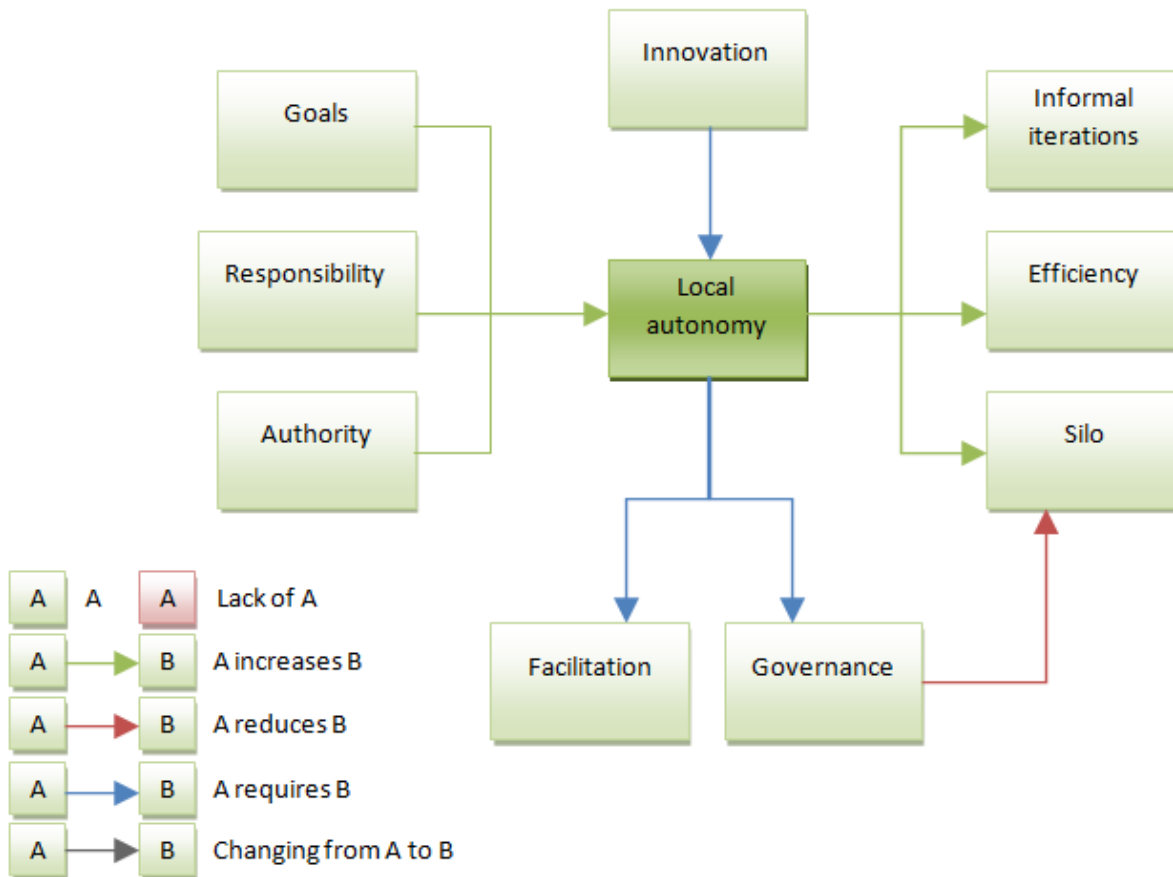 Innovation
Goals
Informal
iterations
Responsibility
Local
autonomy
Efficiency
Authority
Silo
Facilitation
Governance
A A A Lack of A
A B A increases B
A B A reduces B
A B A requires B
A B Changing from A to B